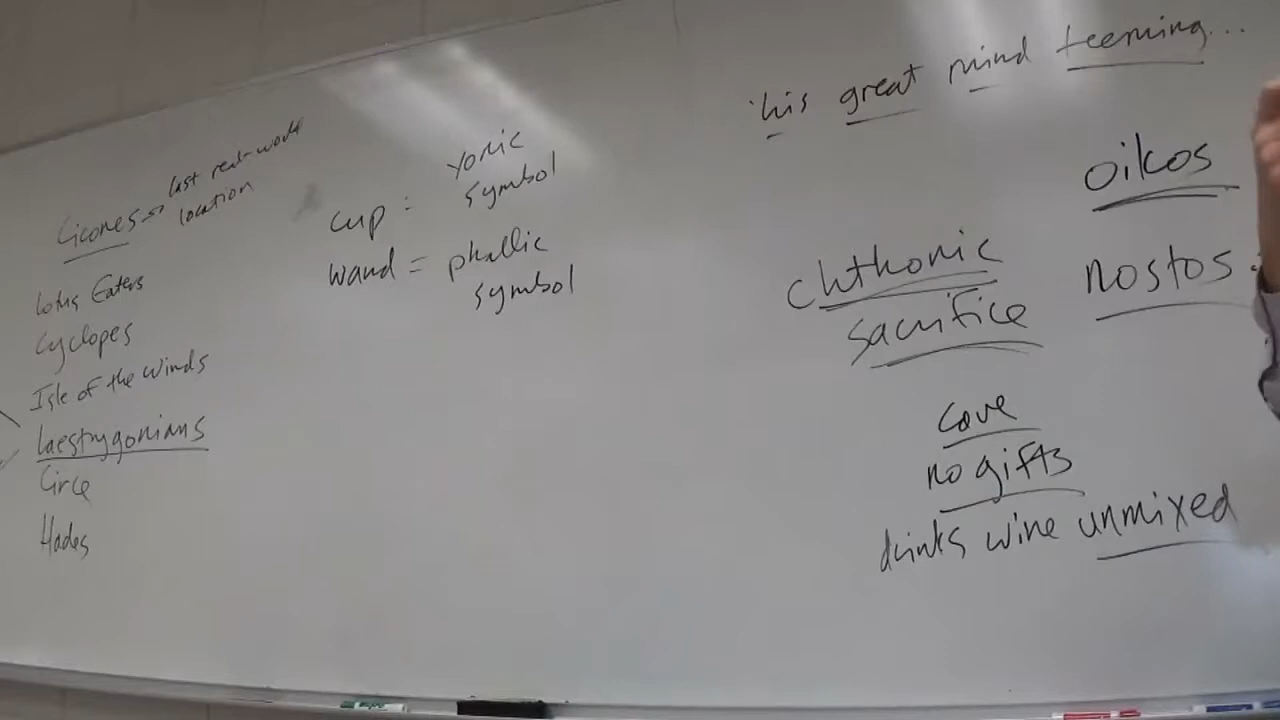 Cicones => last real-world
location
Lotus Eaters
Cyclopes
Isle of the Winds
Laestrygonians
Circe
Hades
cup : yonic
symbol
wand = phallic
symbol
his great mind teeming...
oikos
nostos
chthonic
sacrifice
cave
no gifts
drinks wine unmixed